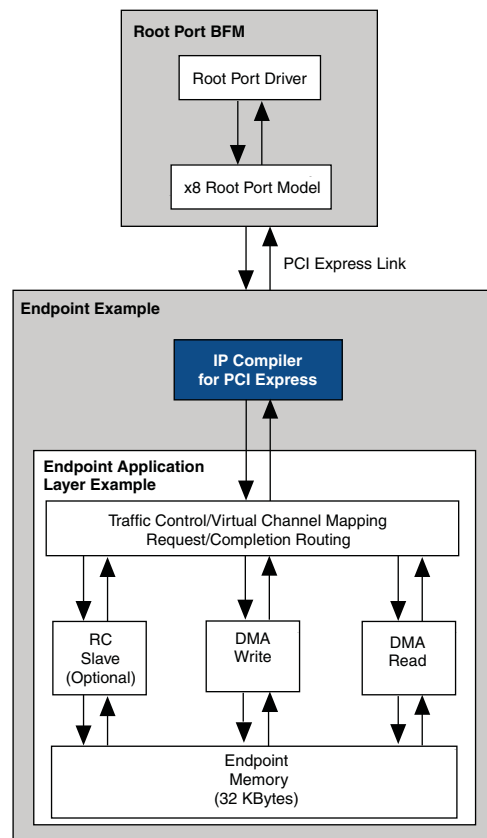 Root Port BFM
Root Port Driver
x8 Root Port Model
PCI Express Link
Endpoint Example
IP Compiler
for PCI Express
Endpoint Application
Layer Example
Traffic Control/Virtual Channel Mapping
Request/Completion Routing
RC
Slave
(Optional)
DMA
Write
DMA
Read
Endpoint
Memory
(32 KBytes)